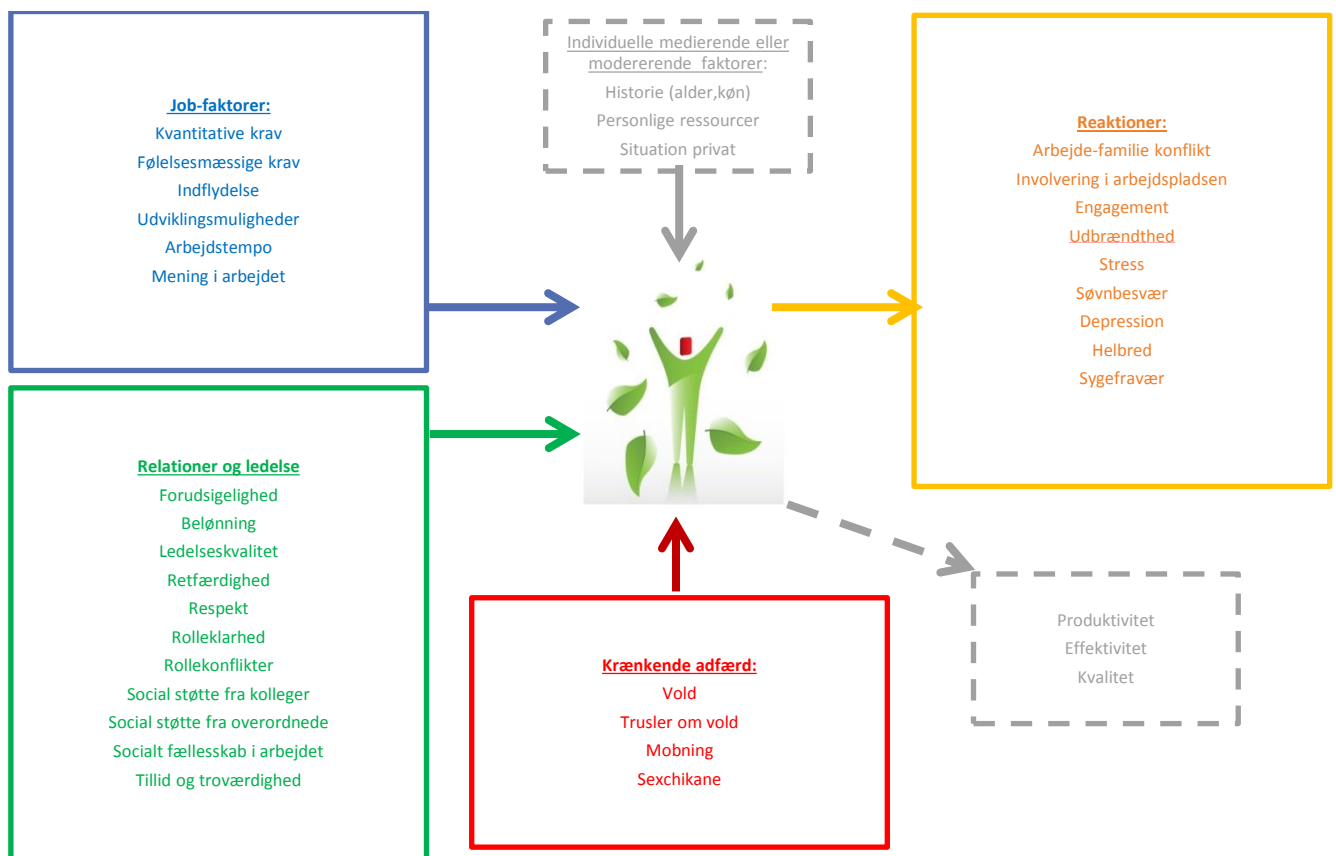 Job-faktorer:
Kvantitative krav
Følelsesmæssige krav
Indflydelse
Udviklingsmuligheder
Arbejdstempo
Mening i arbejdet
Individuelle medierende eller
modererende faktorer:
Historie (alder,køn)
Personlige ressourcer
Situation privat
Reaktioner:
Arbejde-familie konflikt
Involvering i arbejdspladsen
Engagement
Udbrændthed
Stress
Søvnbesvær
Depression
Helbred
Sygefravær
Relationer og ledelse
Forudsigelighed
Belønning
Ledelseskvalitet
Retfærdighed
Respekt
Rolleklarhed
Rollekonflikter
Social støtte fra kolleger
Social støtte fra overordnede
Socialt fællesskab i arbejdet
Tillid og troværdighed
Krænkende adfærd:
Vold
Trusler om vold
Mobning
Sexchikane
Produktivitet
Effektivitet
Kvalitet